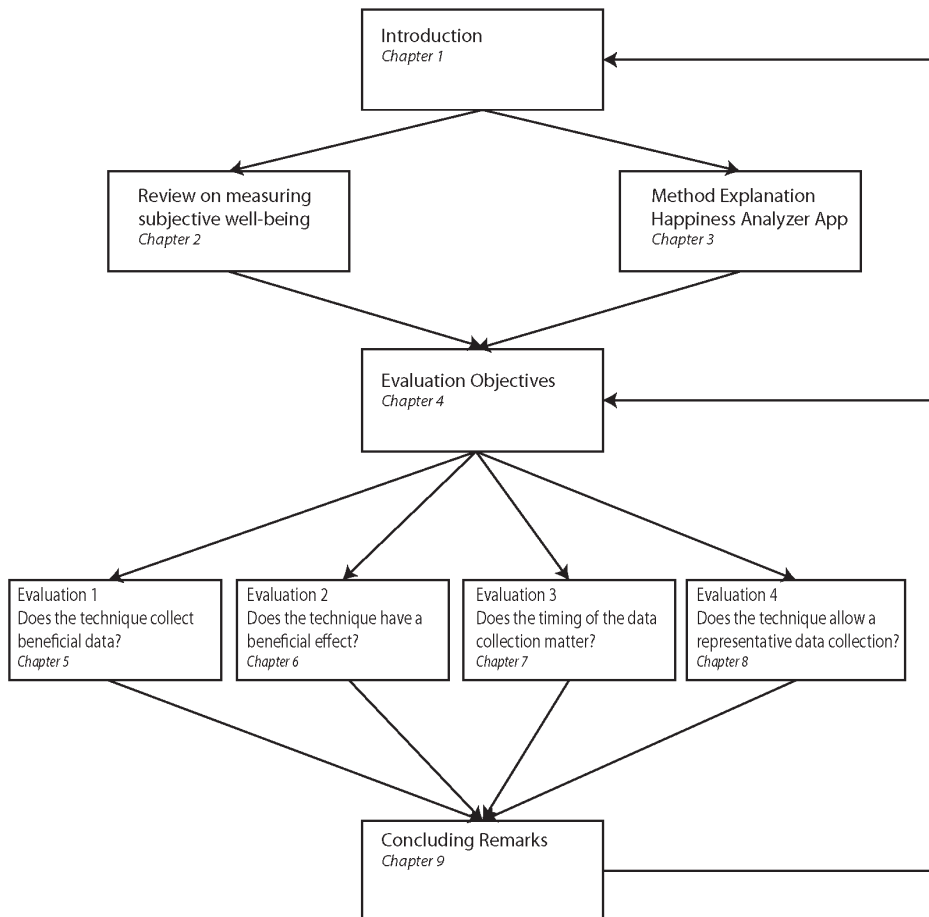 Introduction
Chapter 1
Review on measuring
subjective well-being
Chapter 2
Method Explanation
Happiness Analyzer App
Chapter 3
Evaluation Objectives
Chapter 4
Evaluation 1
Does the technique collect
beneficial data?
Chapter 5
Evaluation 2
Does the technique have a
beneficial effect?
Chapter 6
Evaluation 3
Does the timing of the data
collection matter?
Chapter 7
Evaluation 4
Does the technique allow a
representative data collection?
Chapter 8
Concluding Remarks
Chapter 9